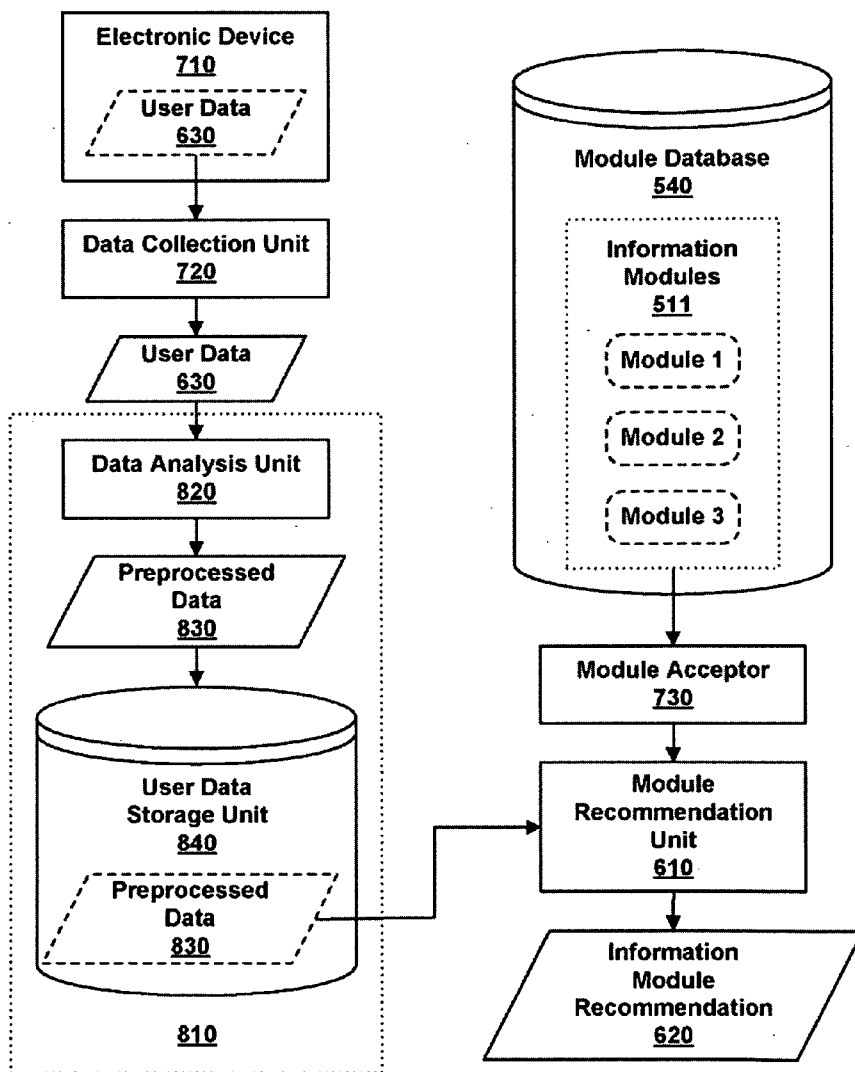 Electronic Device
710
User Data
630
Data Collection Unit
720
User Data
630
Data Analysis Unit
820
Preprocessed
Data
830
User Data
Storage Unit
840
Preprocessed
Data
830
810
Module Database
540
Information
Modules
511
Module 1
Module 2
Module 3
Module Acceptor
730
Module
Recommendation
Unit
610
Information
Module
Recommendation
620